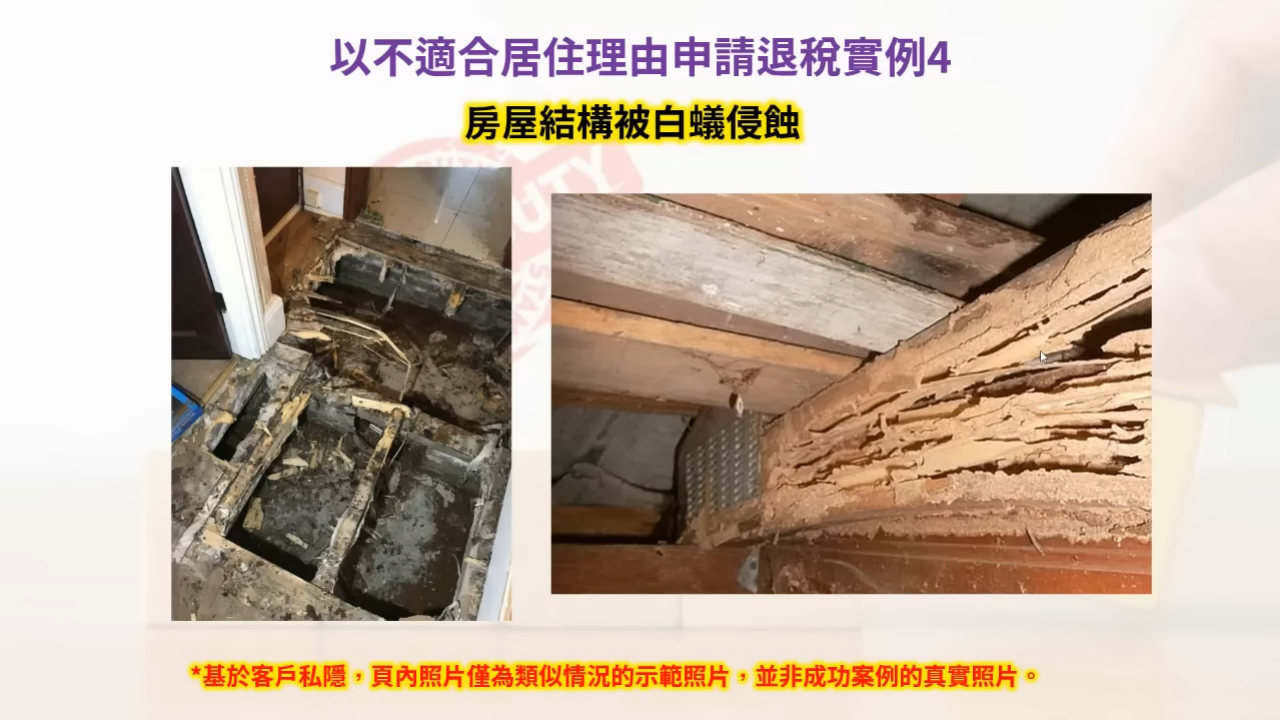 以不適合居住理由申請退稅實例4
房屋結構被白蟻侵蝕
DUTY
*基於客戶私隱，頁內照片僅為類似情況的示範照片，並非成功案例的真實照片。